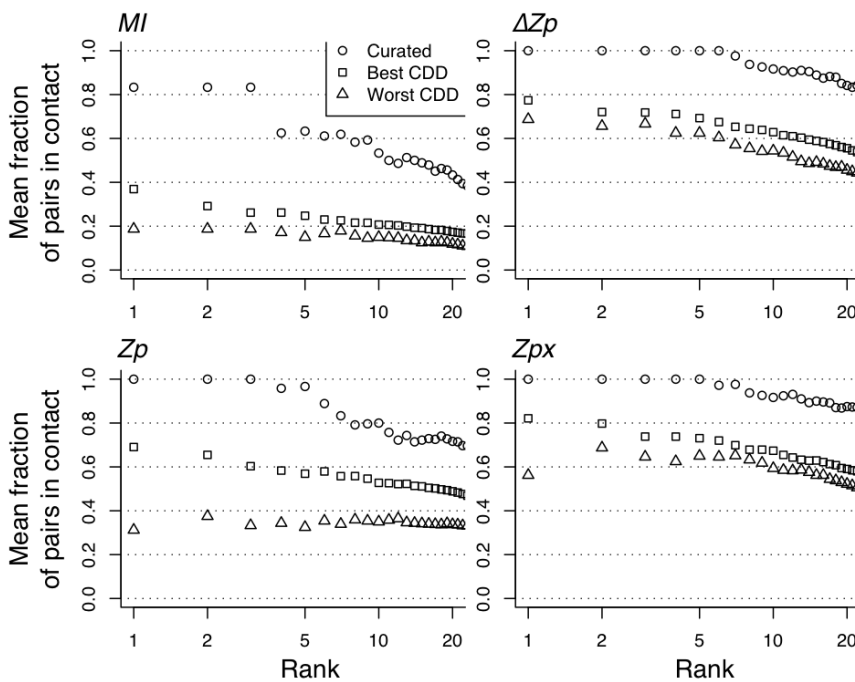 MI
ΔZp
Curated
Best CDD
Worst CDD
Mean fraction
of pairs in contact
0.0 0.2 0.4 0.6 0.8 1.0
0.0 0.2 0.4 0.6 0.8 1.0
1 2 5 10 20
1 2 5 10 20
Zp
Zpx
Mean fraction
of pairs in contact
0.0 0.2 0.4 0.6 0.8 1.0
0.0 0.2 0.4 0.6 0.8 1.0
1 2 5 10 20
1 2 5 10 20
Rank
Rank